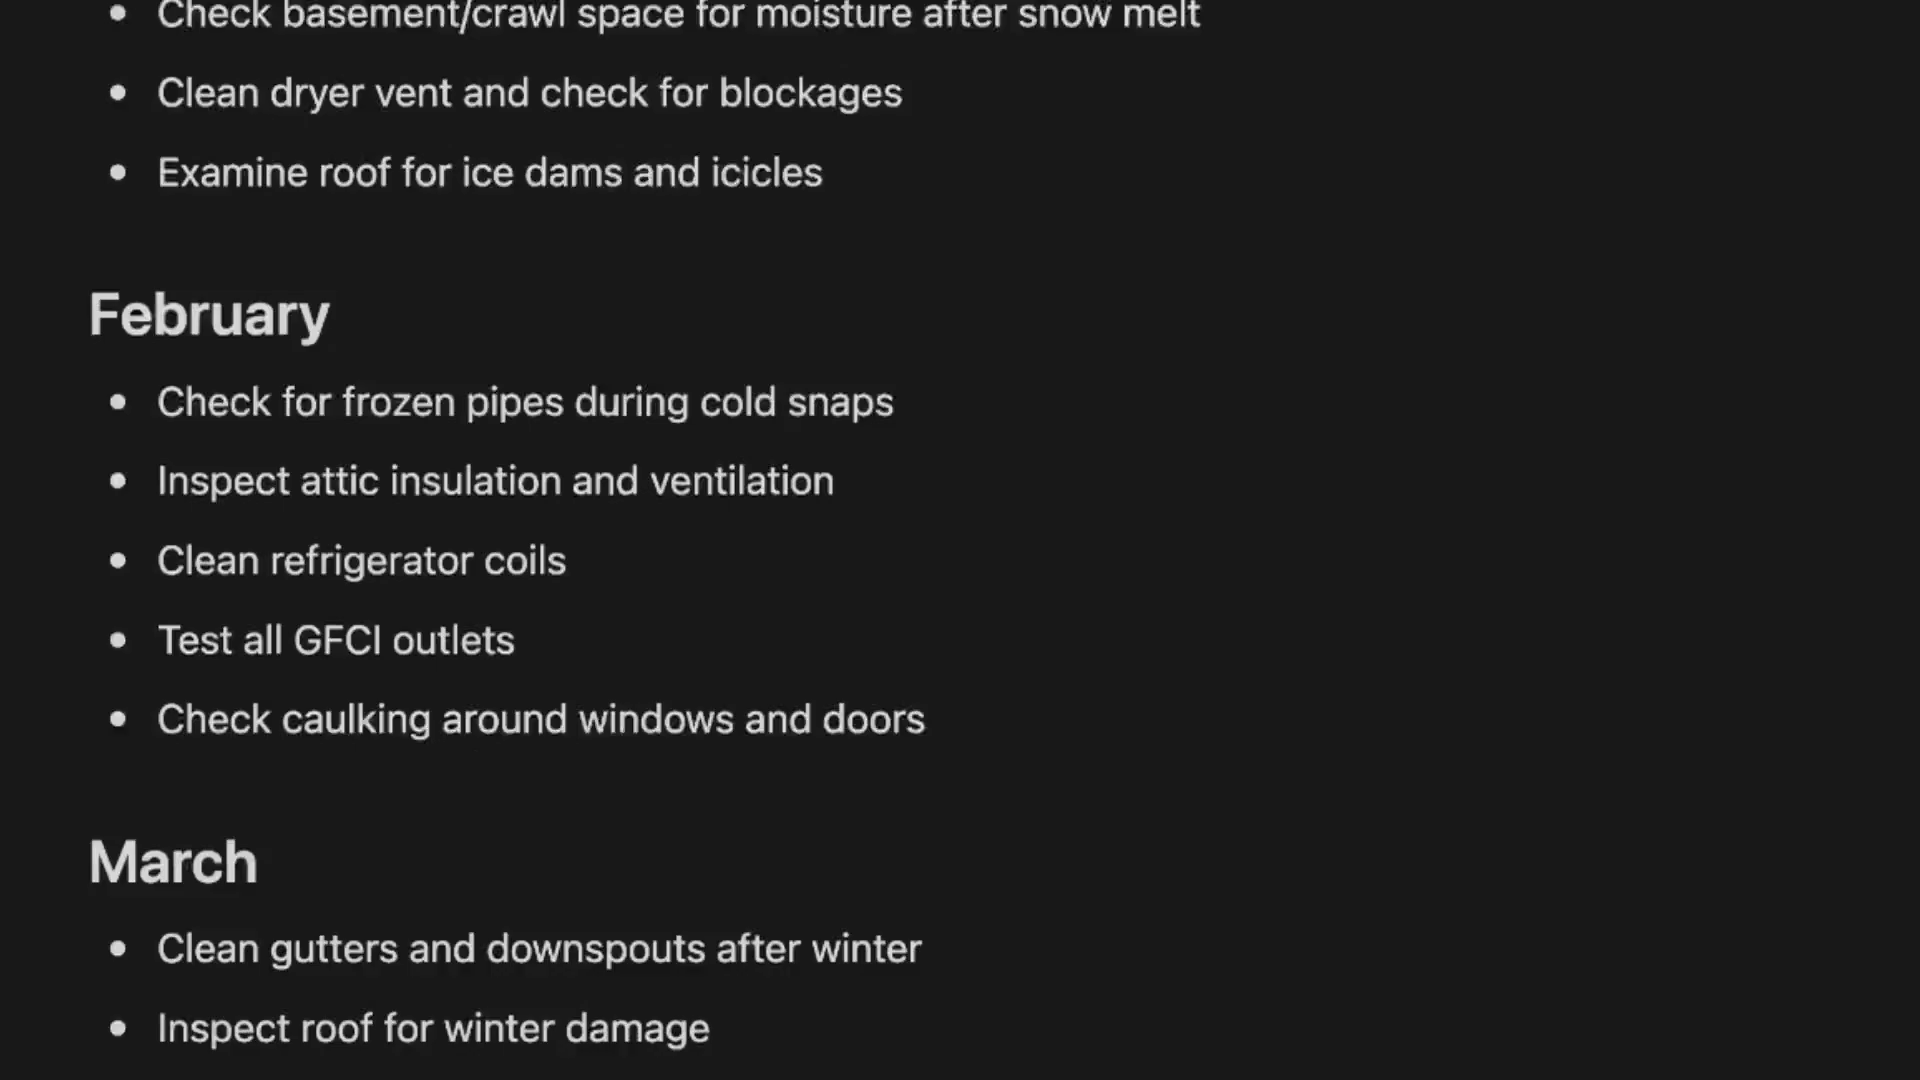 • Check basement/crawl space for moisture after snow melt
• Clean dryer vent and check for blockages
• Examine roof for ice dams and icicles
February
• Check for frozen pipes during cold snaps
• Inspect attic insulation and ventilation
• Clean refrigerator coils
• Test all GFCI outlets
• Check caulking around windows and doors
March
• Clean gutters and downspouts after winter
• Inspect roof for winter damage